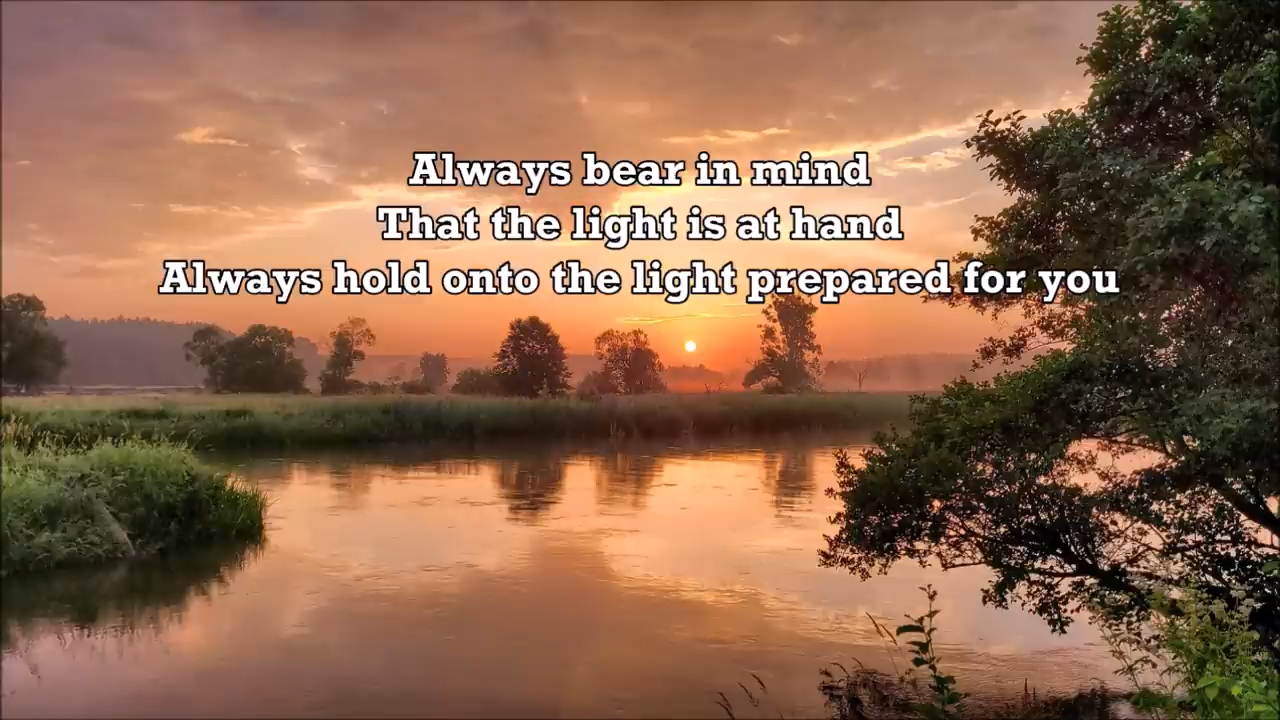 Always bear in mind
That the light is at hand
Always hold onto the light prepared for you